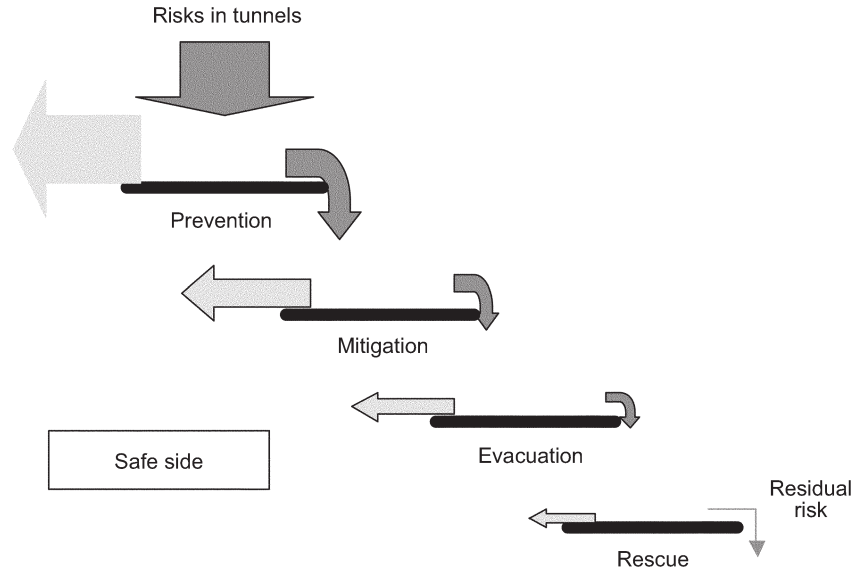 Risks in tunnels
Prevention
Mitigation
Evacuation
Safe side
Residual
risk
Rescue